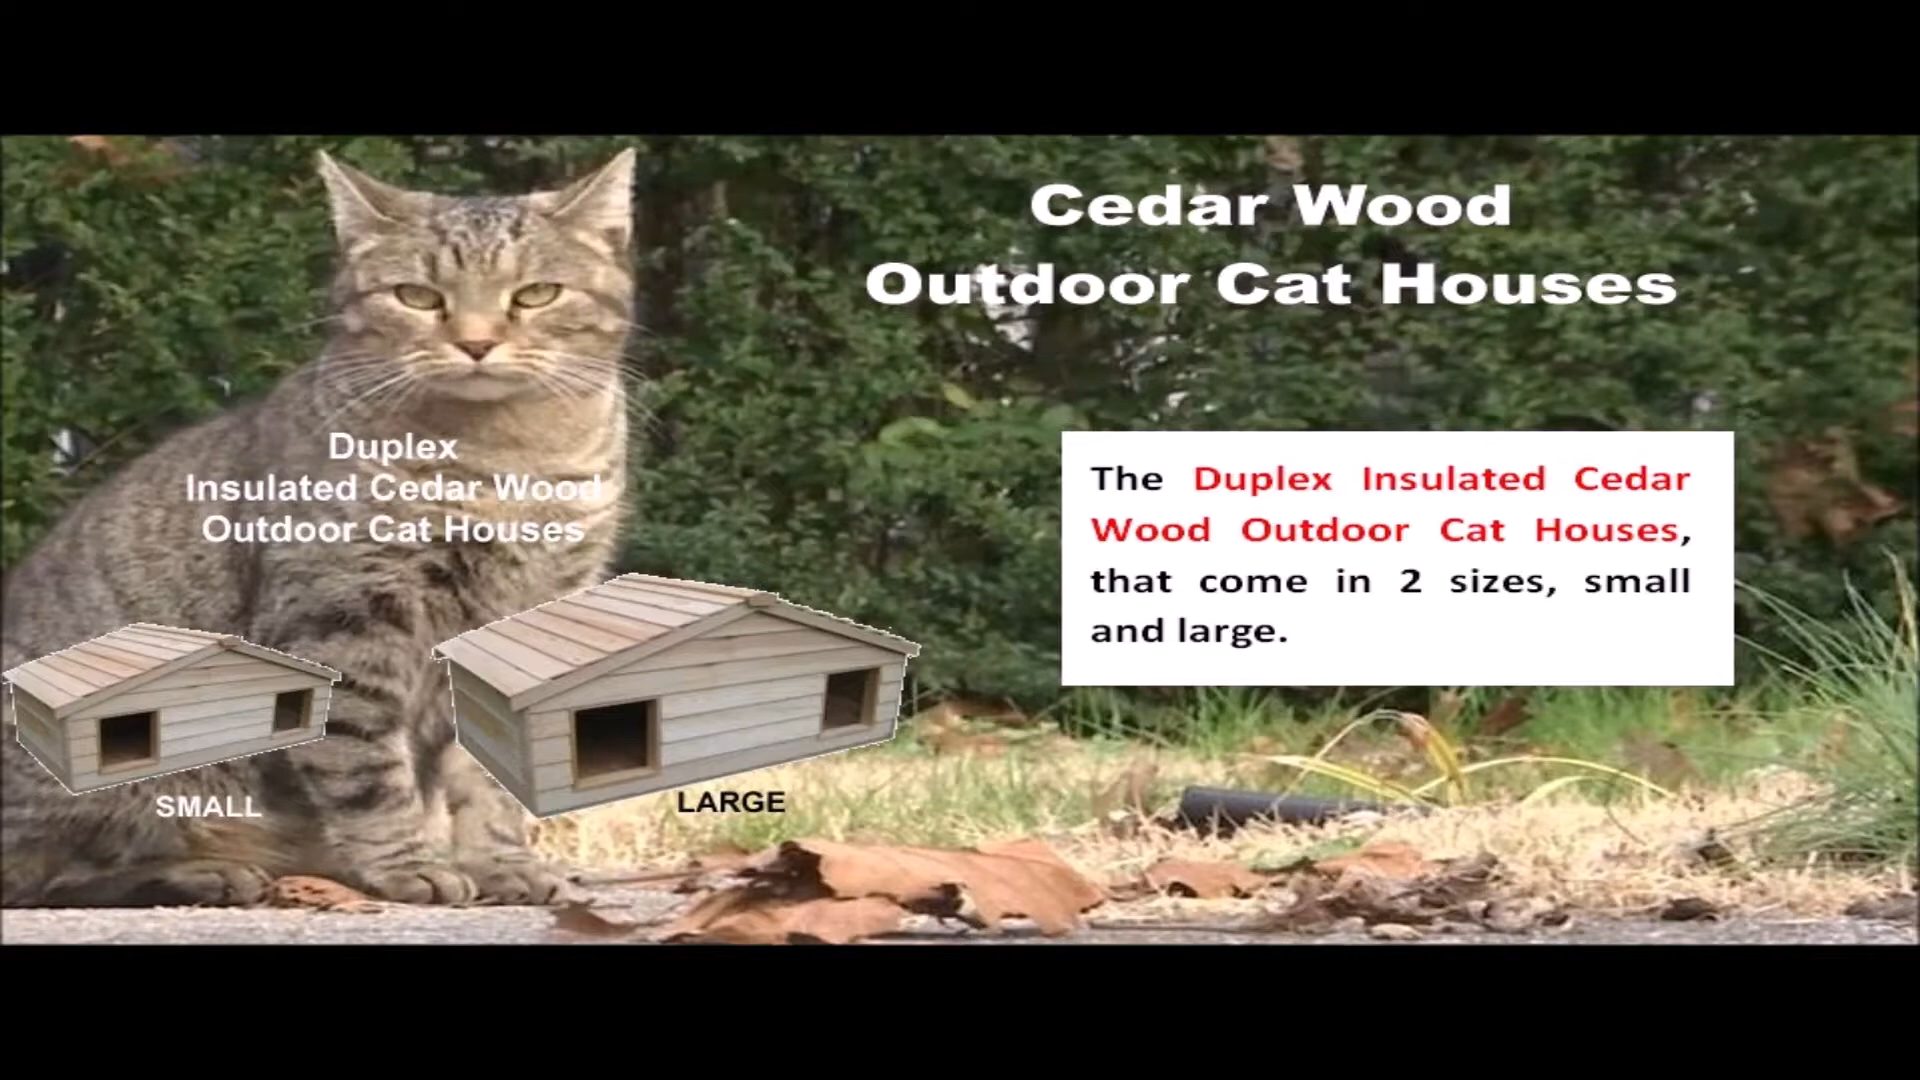 Cedar Wood
Outdoor Cat Houses
Duplex
Insulated Cedar Wood
Outdoor Cat Houses
The Duplex Insulated Cedar
Wood Outdoor Cat Houses,
that come in 2 sizes, small
and large.
SMALL
LARGE